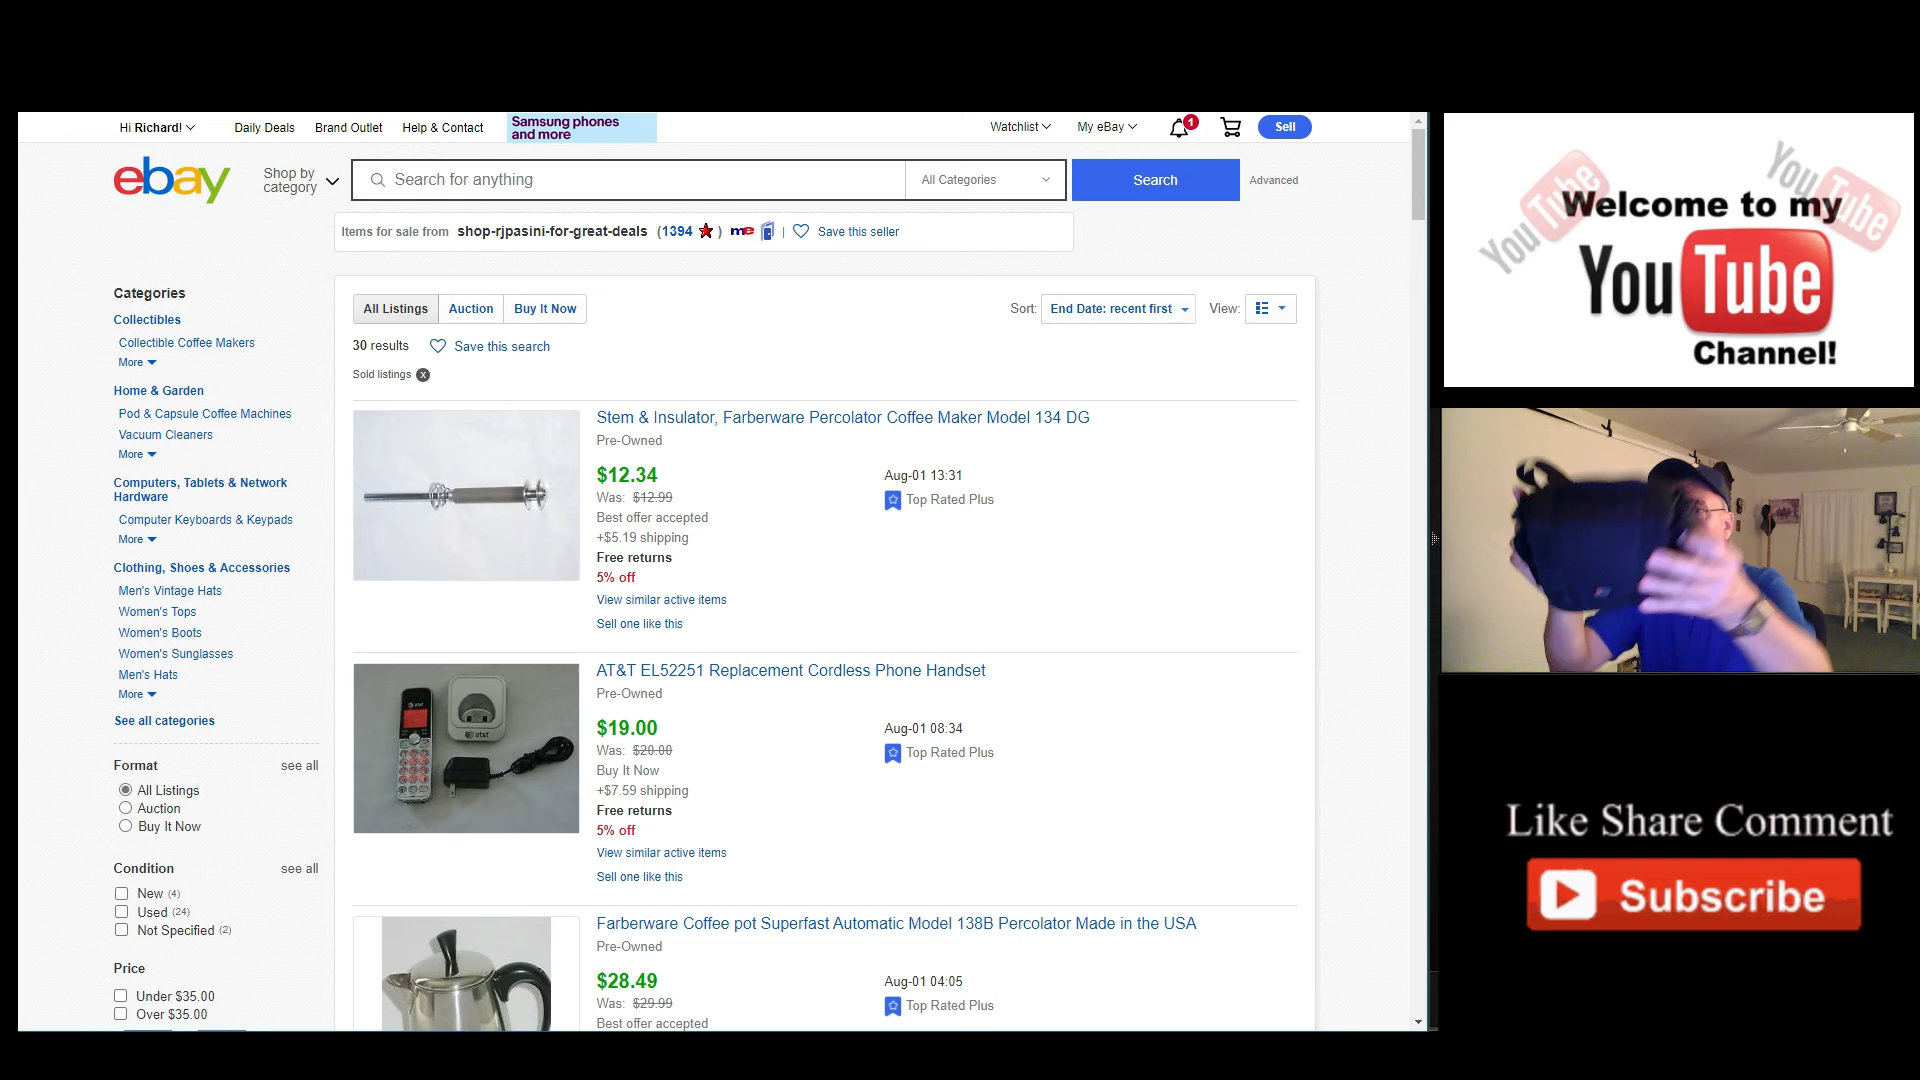 Hi Richard!
Daily Deals
Brand Outlet
Help & Contact
Samsung phones
and more
Watchlist
My eBay
1
Sell
ebay
Shop by
category
Search for anything
All Categories
Search
Advanced
Items for sale from shop-rjpasini-for-great-deals (1394 ) me | Save this seller
Categories
Collectibles
Collectible Coffee Makers
More
Home & Garden
Pod & Capsule Coffee Machines
Vacuum Cleaners
More
Computers, Tablets & Network
Hardware
Computer Keyboards & Keypads
More
Clothing, Shoes & Accessories
Men's Vintage Hats
Women's Tops
Women's Boots
Women's Sunglasses
Men's Hats
More
See all categories
Format see all
All Listings
Auction
Buy It Now
Condition see all
New (4)
Used (24)
Not Specified (2)
Price
Under $35.00
Over $35.00
All Listings Auction Buy It Now
Sort: End Date: recent first View:
30 results Save this search
Sold listings x
Stem & Insulator, Farberware Percolator Coffee Maker Model 134 DG
Pre-Owned
$12.34 Aug-01 13:31
Was: $12.99 Top Rated Plus
Best offer accepted
+$5.19 shipping
Free returns
5% off
View similar active items
Sell one like this
AT&T EL52251 Replacement Cordless Phone Handset
Pre-Owned
$19.00 Aug-01 08:34
Was: $20.00 Top Rated Plus
Buy It Now
+$7.59 shipping
Free returns
5% off
View similar active items
Sell one like this
at&t
Farberware Coffee pot Superfast Automatic Model 138B Percolator Made in the USA
Pre-Owned
$28.49 Aug-01 04:05
Was: $29.99 Top Rated Plus
Best offer accepted
YouTube
YouTube
Welcome to my
YouTube
Channel!
Like Share Comment
Subscribe